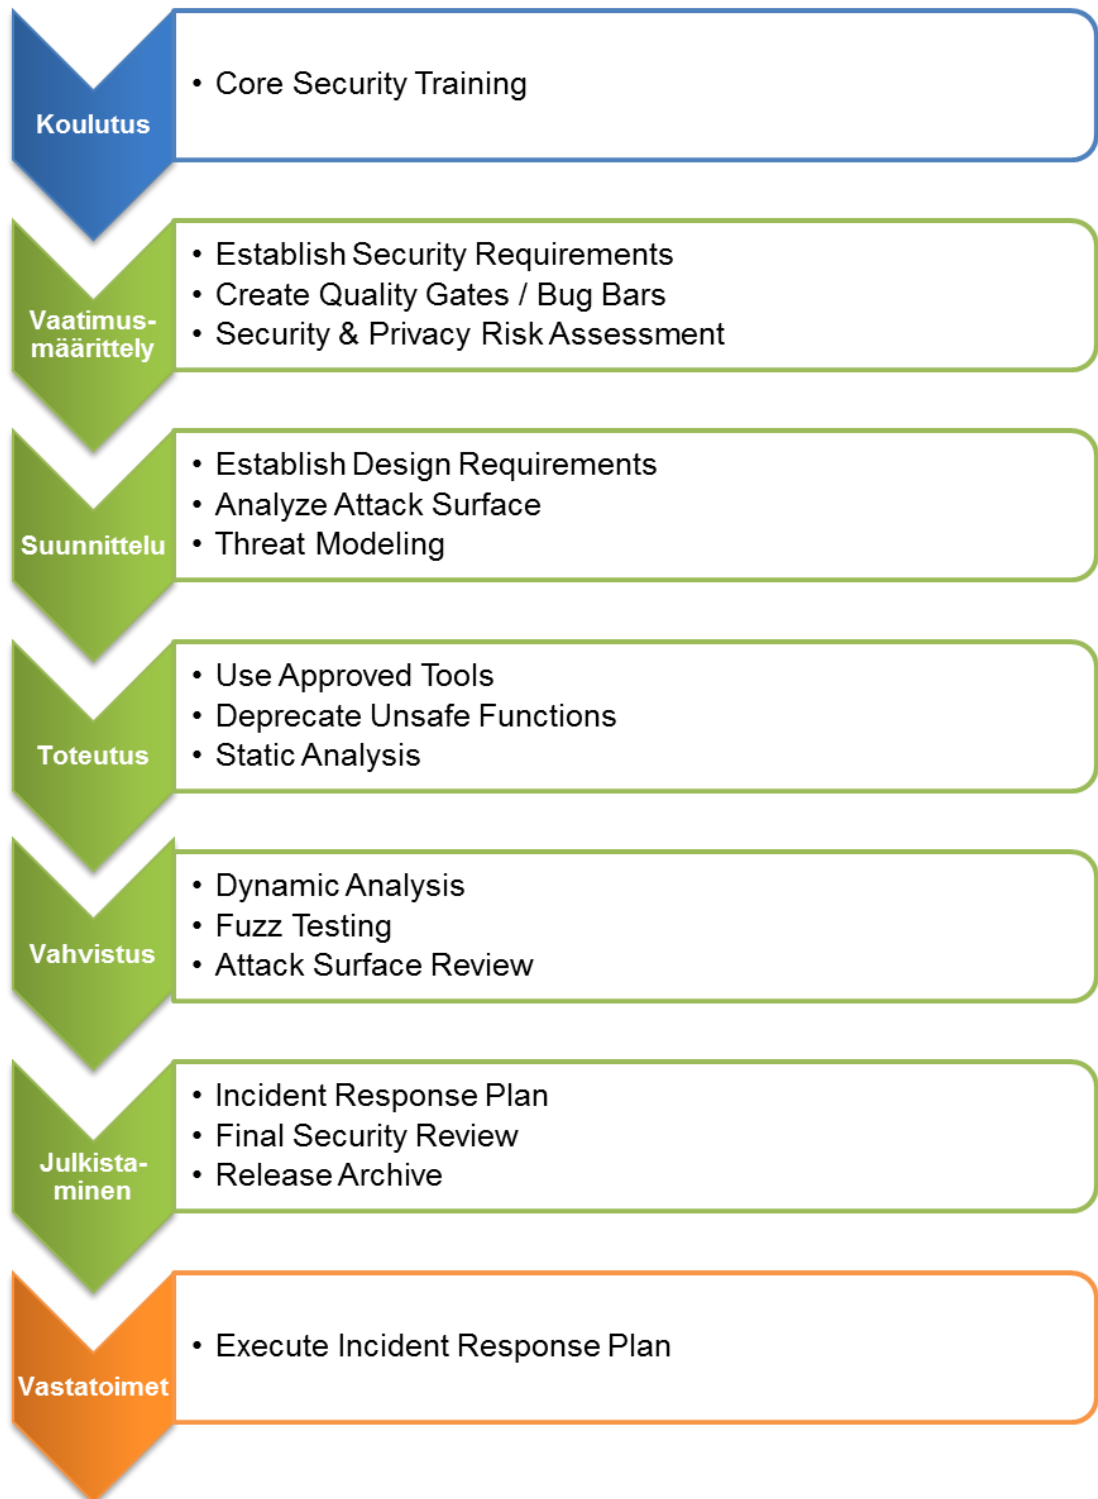 Koulutus
• Core Security Training
Vaatimus-
määrittely
• Establish Security Requirements
• Create Quality Gates / Bug Bars
• Security & Privacy Risk Assessment
Suunnittelu
• Establish Design Requirements
• Analyze Attack Surface
• Threat Modeling
Toteutus
• Use Approved Tools
• Deprecate Unsafe Functions
• Static Analysis
Vahvistus
• Dynamic Analysis
• Fuzz Testing
• Attack Surface Review
Julkista-
minen
• Incident Response Plan
• Final Security Review
• Release Archive
Vastatoimet
• Execute Incident Response Plan